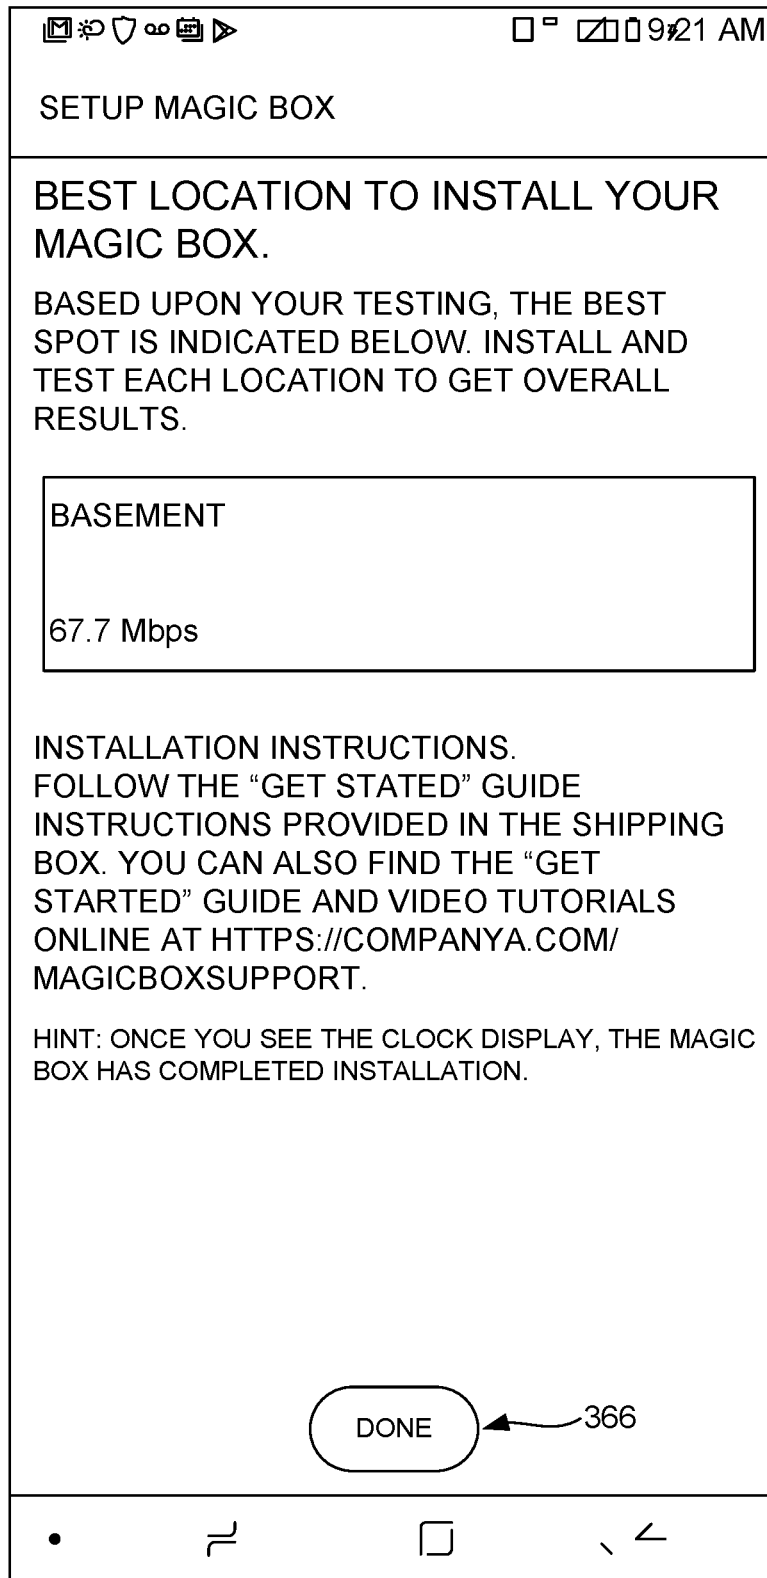 9:21 AM
SETUP MAGIC BOX
BEST LOCATION TO INSTALL YOUR
MAGIC BOX.
BASED UPON YOUR TESTING, THE BEST
SPOT IS INDICATED BELOW. INSTALL AND
TEST EACH LOCATION TO GET OVERALL
RESULTS.
BASEMENT
67.7 Mbps
INSTALLATION INSTRUCTIONS.
FOLLOW THE “GET STATED” GUIDE
INSTRUCTIONS PROVIDED IN THE SHIPPING
BOX. YOU CAN ALSO FIND THE “GET
STARTED” GUIDE AND VIDEO TUTORIALS
ONLINE AT HTTPS://COMPANYA.COM/
MAGICBOXSUPPORT.
HINT: ONCE YOU SEE THE CLOCK DISPLAY, THE MAGIC
BOX HAS COMPLETED INSTALLATION.
DONE
366